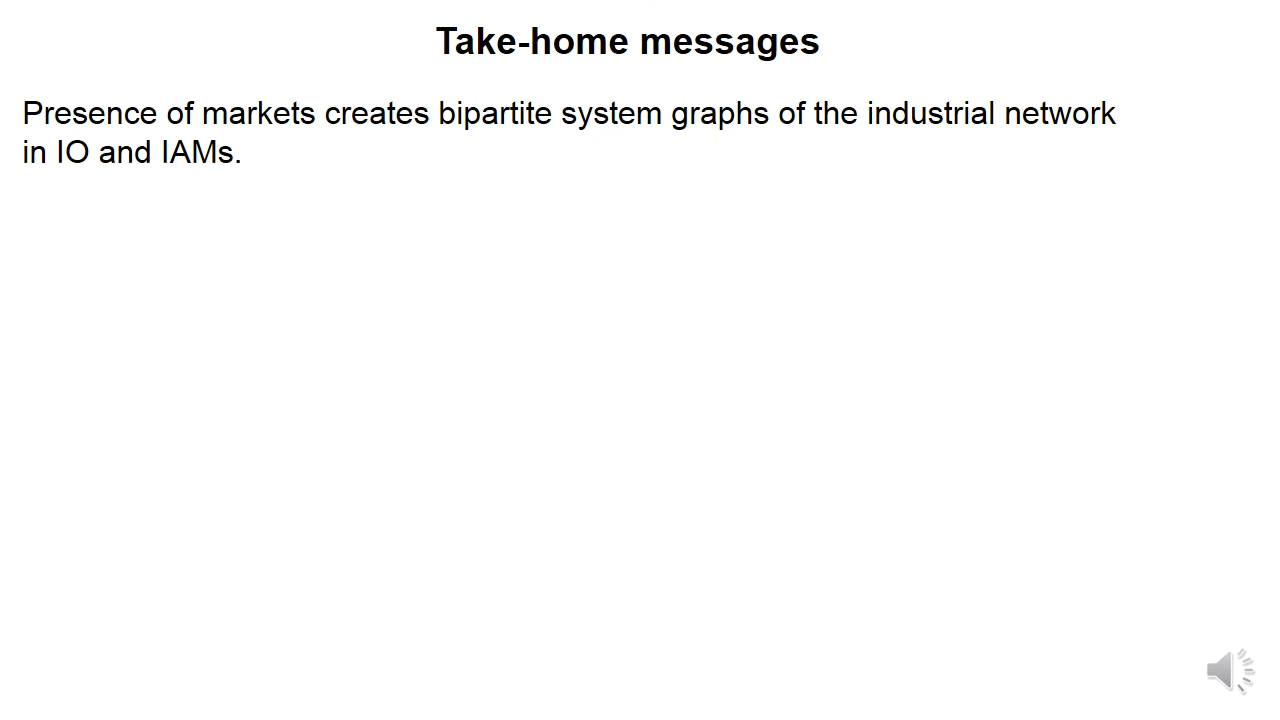 Take-home messages
Presence of markets creates bipartite system graphs of the industrial network
in IO and IAMs.